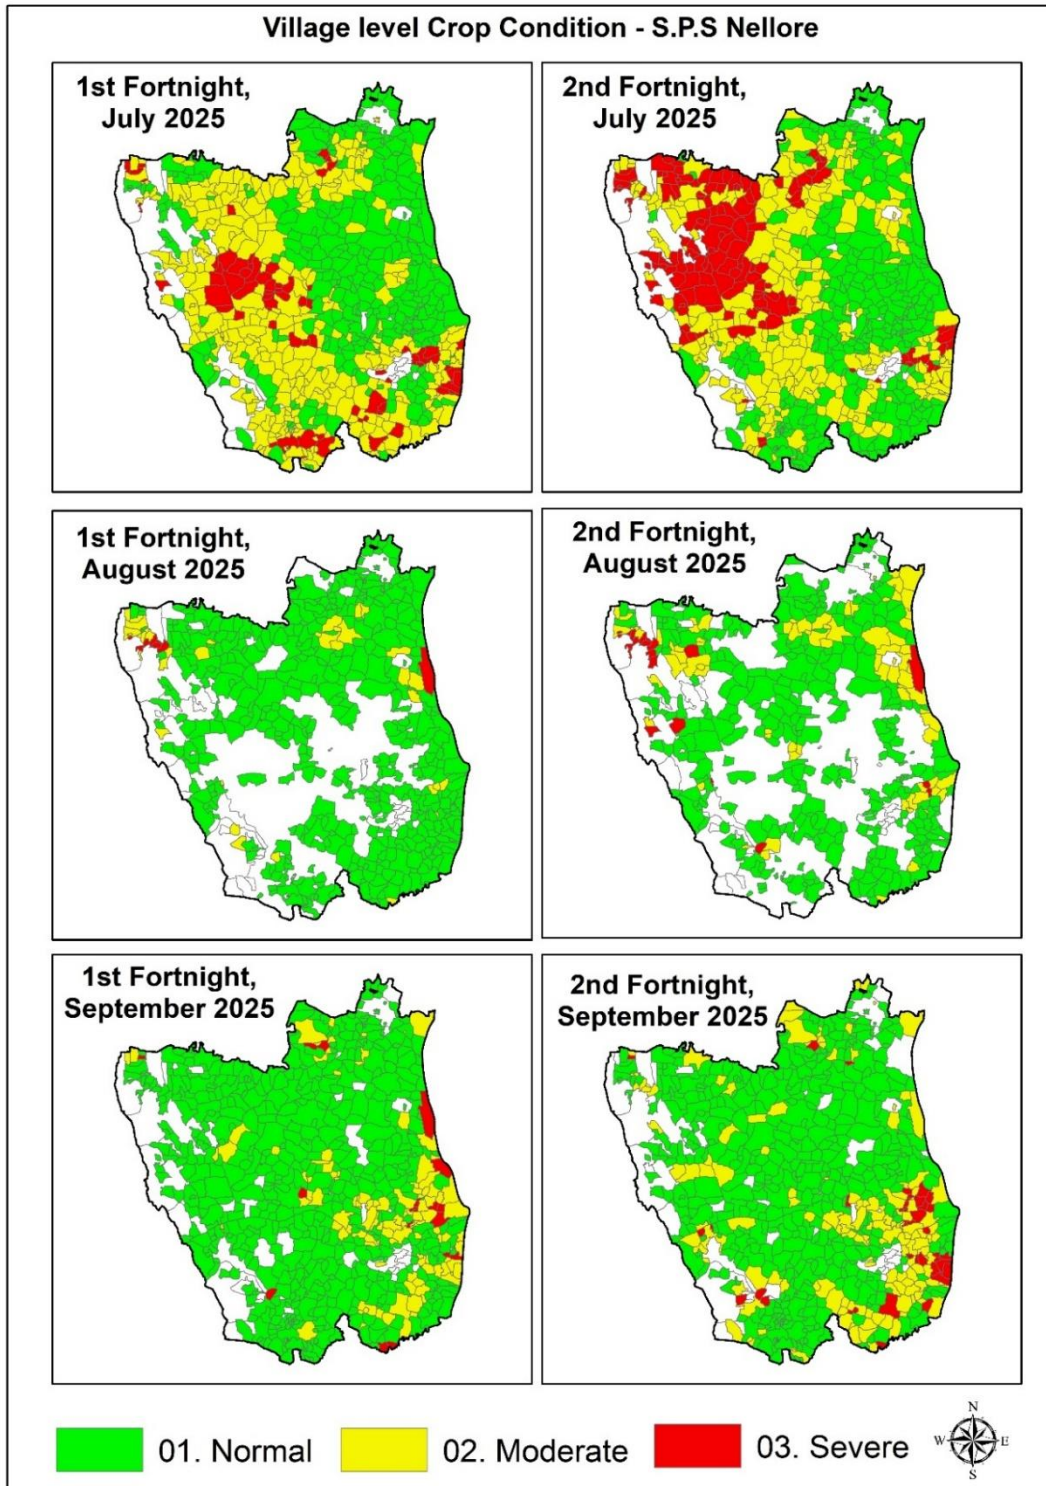 Village level Crop Condition - S.P.S Nellore
1st Fortnight,
July 2025
2nd Fortnight,
July 2025
1st Fortnight,
August 2025
2nd Fortnight,
August 2025
1st Fortnight,
September 2025
2nd Fortnight,
September 2025
01. Normal
02. Moderate
03. Severe
N
W E
S